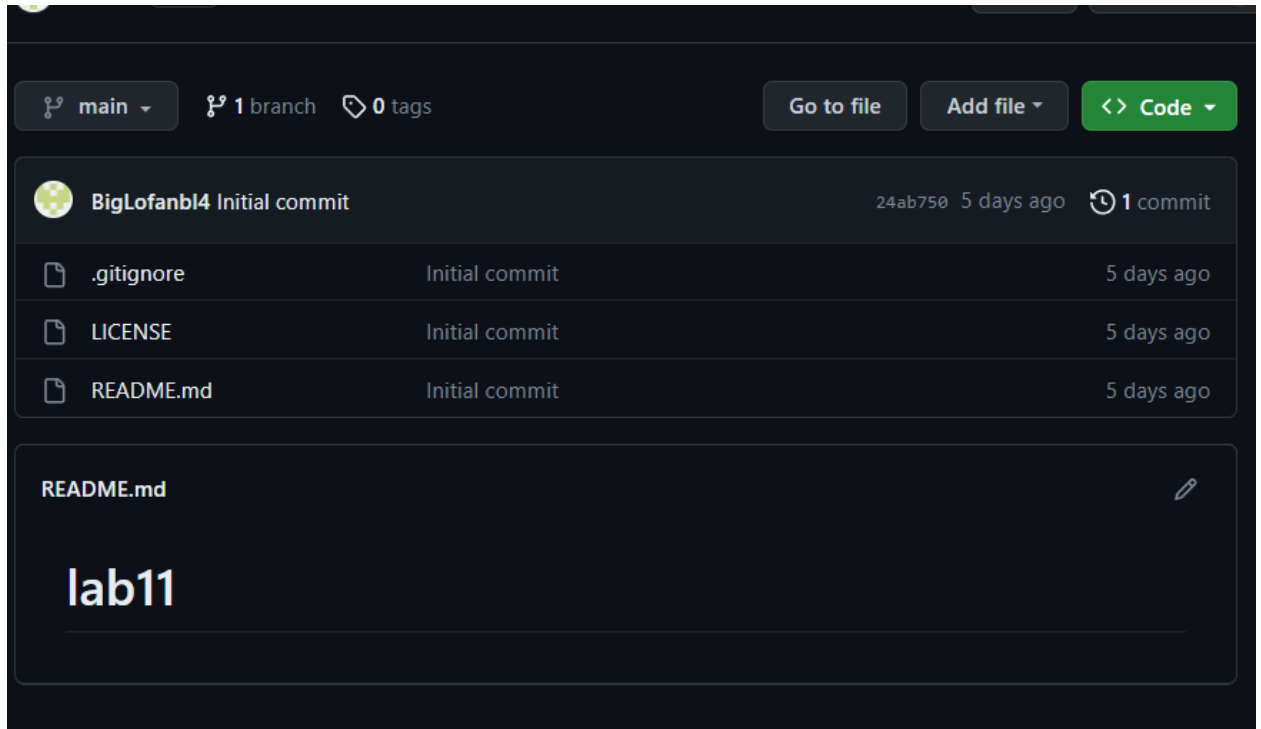 main 1 branch 0 tags Go to file Add file Code
BigLofanbl4 Initial commit 24ab750 5 days ago 1 commit
.gitignore Initial commit 5 days ago
LICENSE Initial commit 5 days ago
README.md Initial commit 5 days ago
README.md
lab11